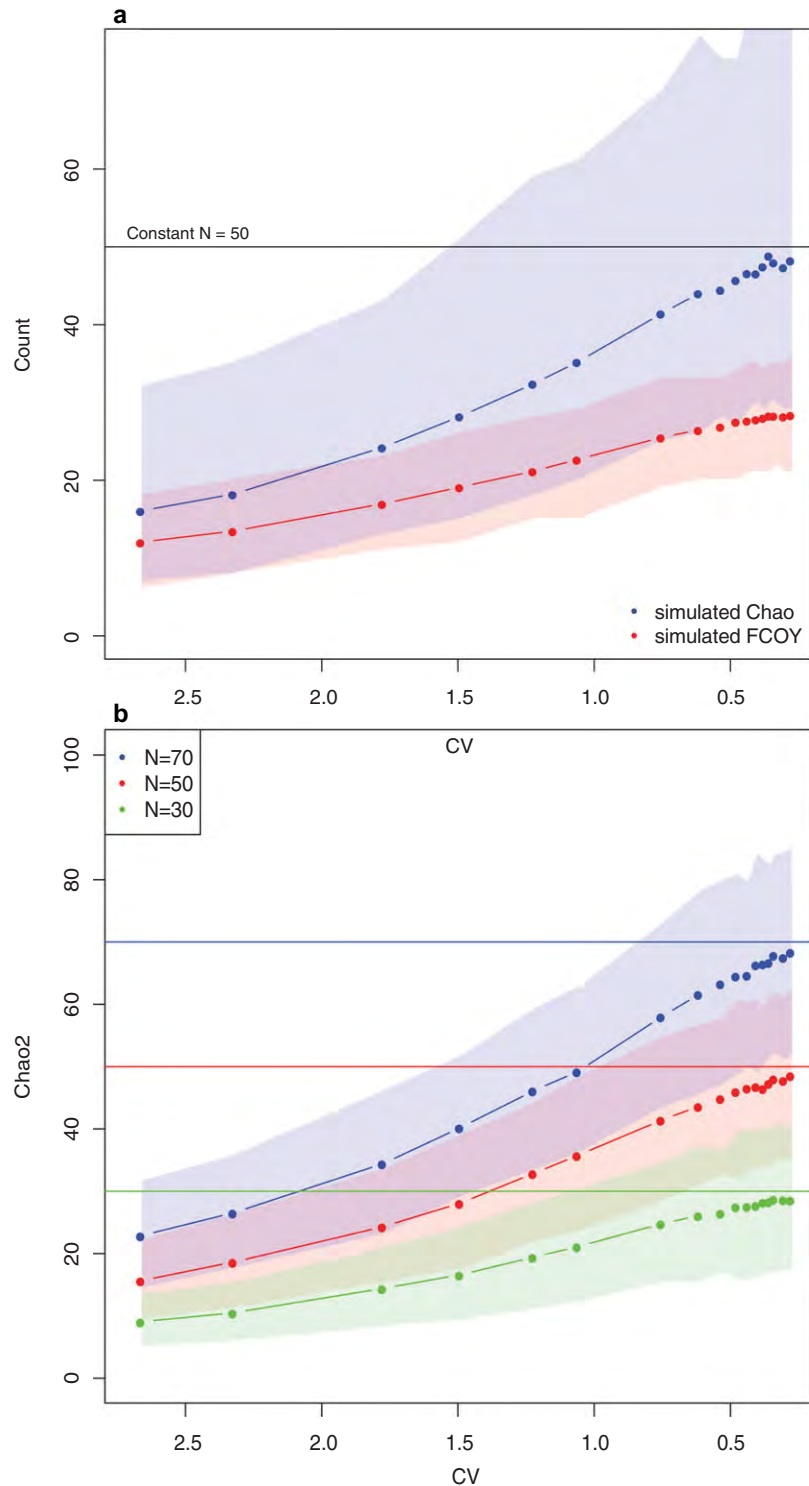 a
60
Constant N = 50
Count
40
20
0
simulated Chao
simulated FCOY
2.5 2.0 1.5 1.0 0.5
CV
b
N=70
N=50
N=30
100
80
60
Chao2
40
20
0
2.5 2.0 1.5 1.0 0.5
CV